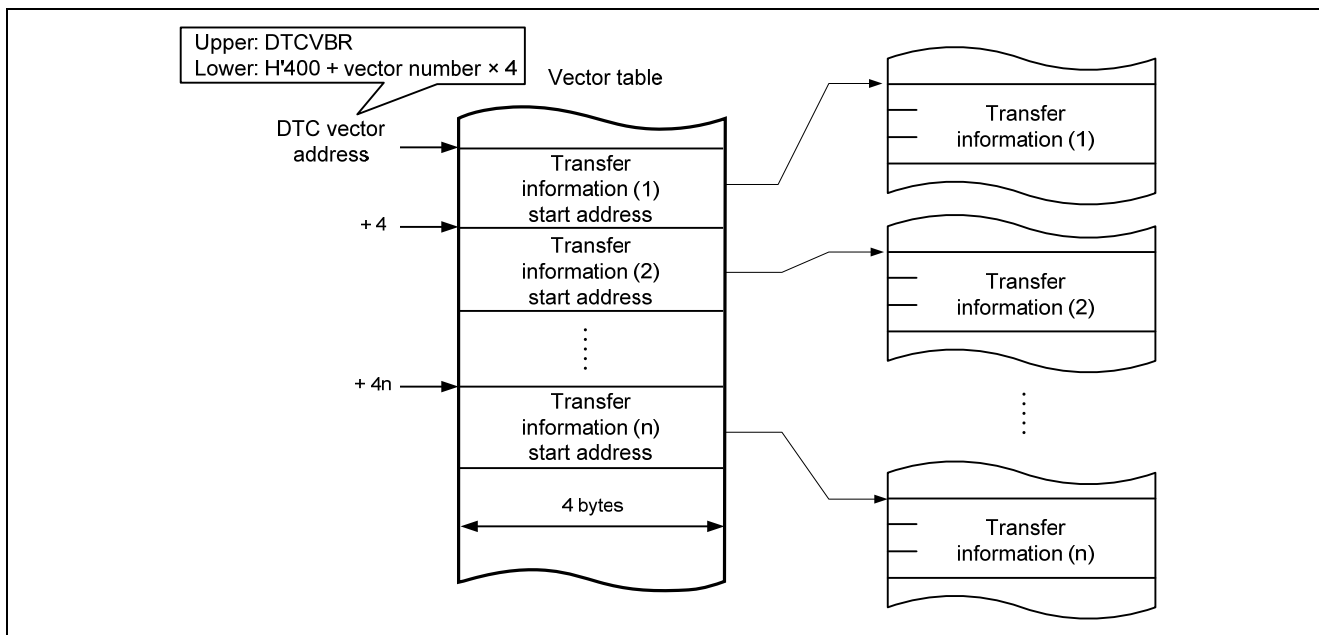 Upper: DTCVBR
Lower: H'400 + vector number × 4
Vector table
DTC vector
address
Transfer
information (1)
start address
+ 4
Transfer
information (2)
start address
+ 4n
Transfer
information (n)
start address
4 bytes
Transfer
information (1)
Transfer
information (2)
Transfer
information (n)